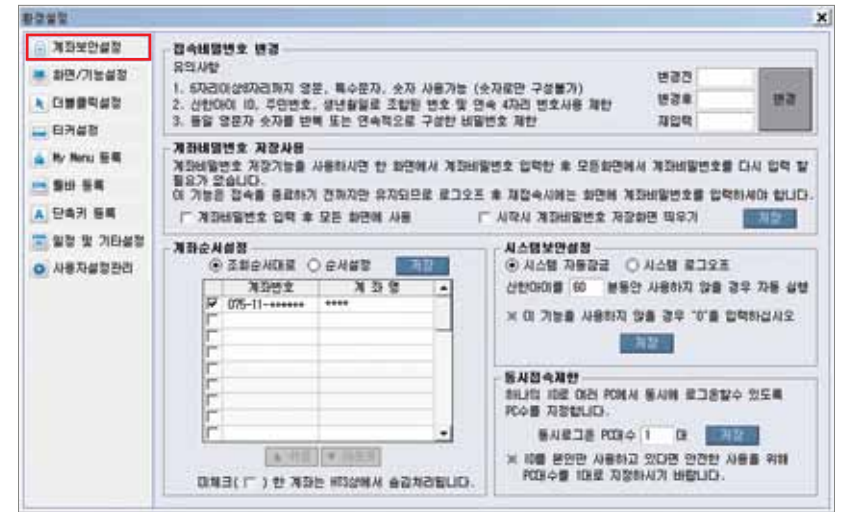 환경설정
계좌보안설정
화면/기능설정
더블클릭설정
티커설정
My Menu 등록
툴바 등록
단축키 등록
일정 및 기타설정
사용자설정관리
접속비밀번호 변경
유의사항
1. 6자리이상8자리까지 영문, 특수문자, 숫자 사용가능 (숫자로만 구성불가)
2. 신한아이 ID, 주민번호, 생년월일로 조합된 번호 및 연속 4자리 번호사용 제한
3. 동일 영문자 숫자를 반복 또는 연속적으로 구성한 비밀번호 제한
변경전
변경후
재입력
변경
계좌비밀번호 저장사용
계좌비밀번호 저장기능을 사용하시면 한 화면에서 계좌비밀번호 입력한 후 모든화면에서 계좌비밀번호를 다시 입력 할
필요가 없습니다.
이 기능은 접속을 종료하기 전까지만 유지되므로 로그오프 후 재접속시에는 화면에 계좌비밀번호를 입력하셔야 합니다.
계좌비밀번호 입력 후 모든 화면에 사용
시작시 계좌비밀번호 저장화면 띄우기
저장
계좌순서설정
조회순서대로
순서설정
저장
계좌번호
계 좌 명
075-11-******
****
미체크( ) 한 계좌는 HTS상에서 숨김처리됩니다.
시스템보안설정
시스템 자동잠금
시스템 로그오프
신한아이를 60 분동안 사용하지 않을 경우 자동 실행
※ 이 기능을 사용하지 않을 경우 "0"를 입력하십시오
저장
동시접속제한
하나의 ID로 여러 PC에서 동시에 로그온할수 있도록
PC수를 지정합니다.
동시로그온 PC대수 1 대
저장
※ ID를 본인만 사용하고 있다면 안전한 사용을 위해
PC대수를 1대로 지정하시기 바랍니다.